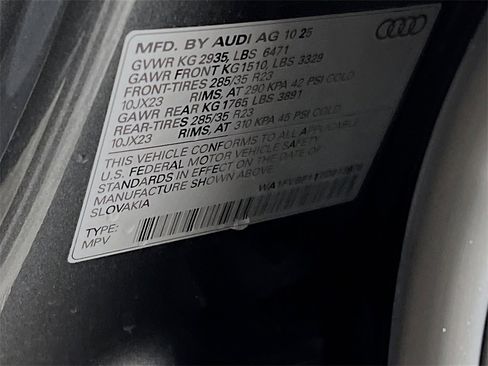 MFD. BY AUDI AG 10 25
GVWR KG 2935, LBS 6471
GAWR FRONT KG1510, LBS 3329
FRONT-TIRES 285/35 R23
10JX23 RIMS, AT 290 KPA 42 PSI COLD
GAWR REAR KG1765 LBS 3891
REAR-TIRES 285/35 R23
10JX23 RIMS, AT 310 KPA 45 PSI COLD
THIS VEHICLE CONFORMS TO ALL APPLICABLE
U.S. FEDERAL MOTOR VEHICLE SAFETY
STANDARDS IN EFFECT ON THE DATE OF
MANUFACTURE SHOWN ABOVE
SLOVAKIA
TYPE:
MPV